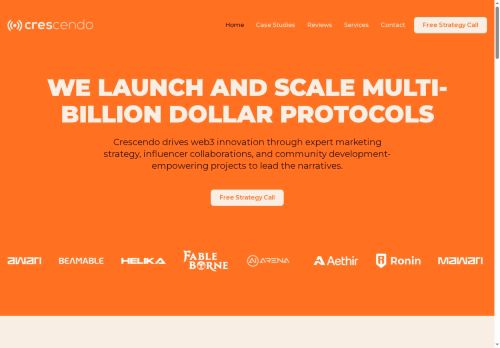 crescendo
Home Case Studies Reviews Services Contact Free Strategy Call
WE LAUNCH AND SCALE MULTI-
BILLION DOLLAR PROTOCOLS
Crescendo drives web3 innovation through expert marketing
strategy, influencer collaborations, and community development-
empowering projects to lead the narratives.
Free Strategy Call
awari BEAMABLE HELIKA FABLE BORNE AI ARENA Aethir Ronin MAWARI